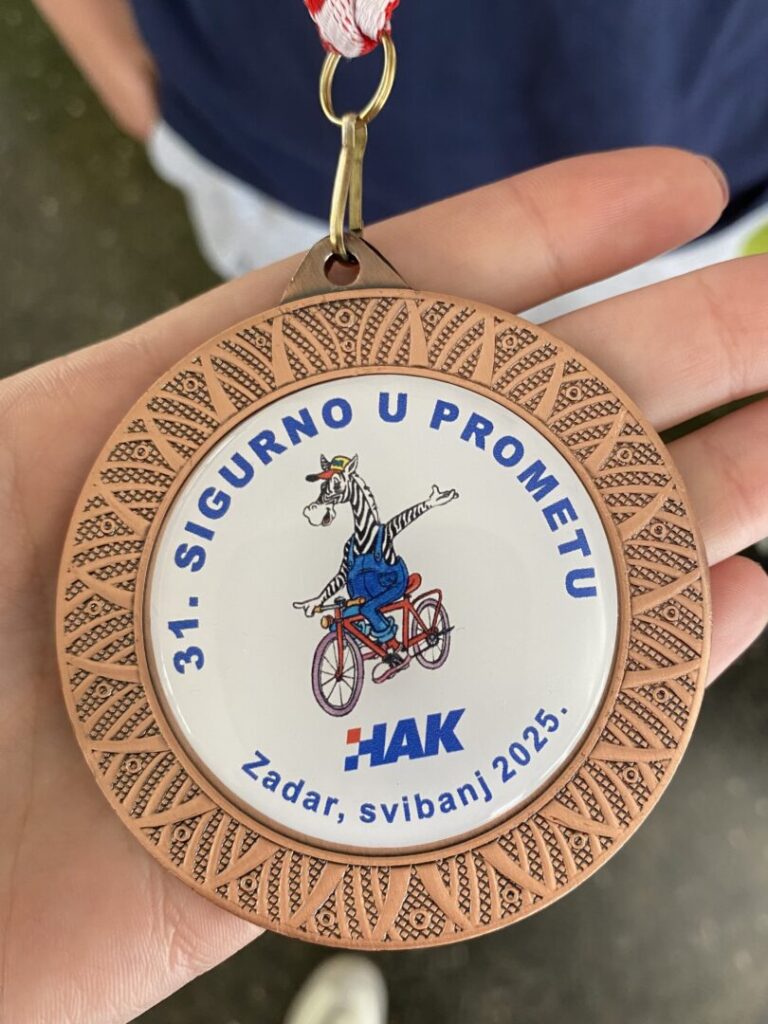 31. SIGURNO U PROMETU
HAK
Zadar, svibanj 2025.